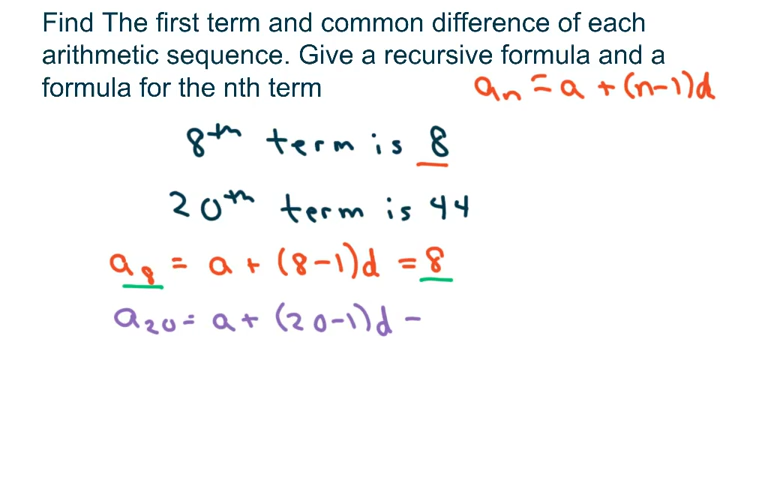 Find The first term and common difference of each
arithmetic sequence. Give a recursive formula and a
formula for the nth term
aₙ = a + (n-1)d
8th term is 8
20th term is 44
a₈ = a + (8-1)d = 8
a₂₀ = a + (20-1)d -